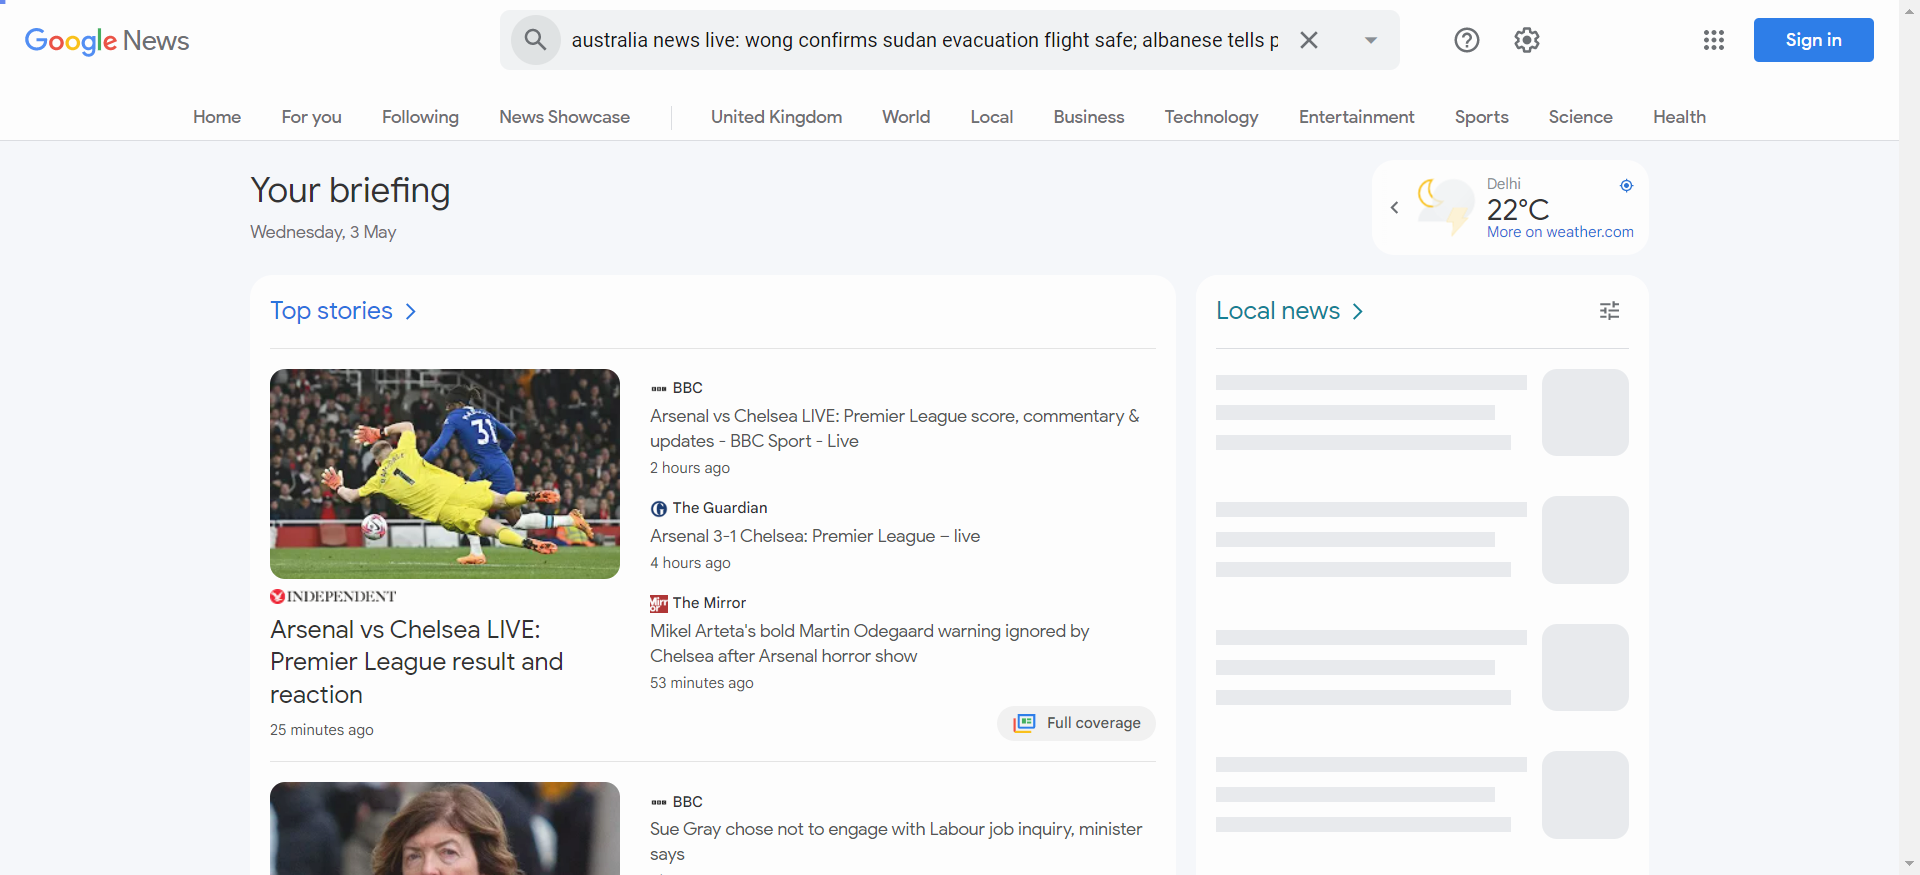 Google News
australia news live: wong confirms sudan evacuation flight safe; albanese tells p
Sign in
Home
For you
Following
News Showcase
United Kingdom
World
Local
Business
Technology
Entertainment
Sports
Science
Health
Your briefing
Wednesday, 3 May
Delhi
22°C
More on weather.com
Top stories
INDEPENDENT
Arsenal vs Chelsea LIVE:
Premier League result and
reaction
25 minutes ago
BBC
Arsenal vs Chelsea LIVE: Premier League score, commentary &
updates - BBC Sport - Live
2 hours ago
The Guardian
Arsenal 3-1 Chelsea: Premier League – live
4 hours ago
The Mirror
Mikel Arteta's bold Martin Odegaard warning ignored by
Chelsea after Arsenal horror show
53 minutes ago
Full coverage
BBC
Sue Gray chose not to engage with Labour job inquiry, minister
says
Local news
31
1